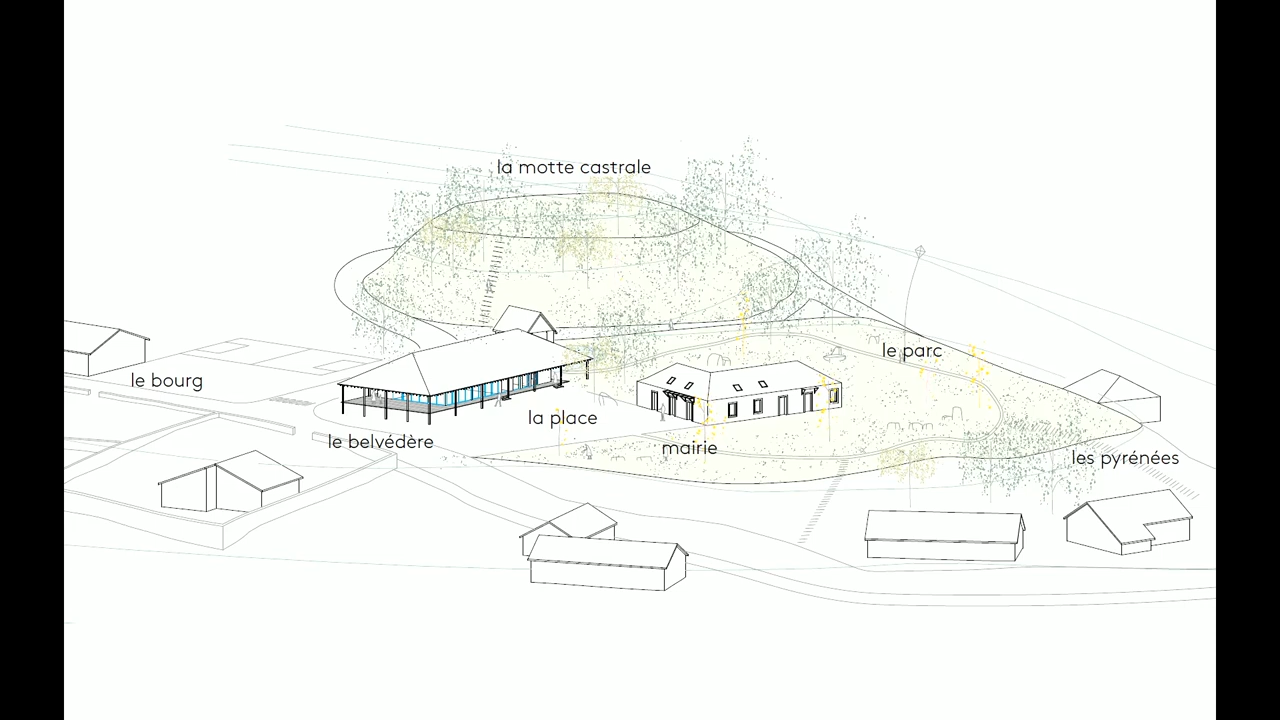 la motte castrale
le parc
le bourg
la place
le belvédère
mairie
les pyrénées